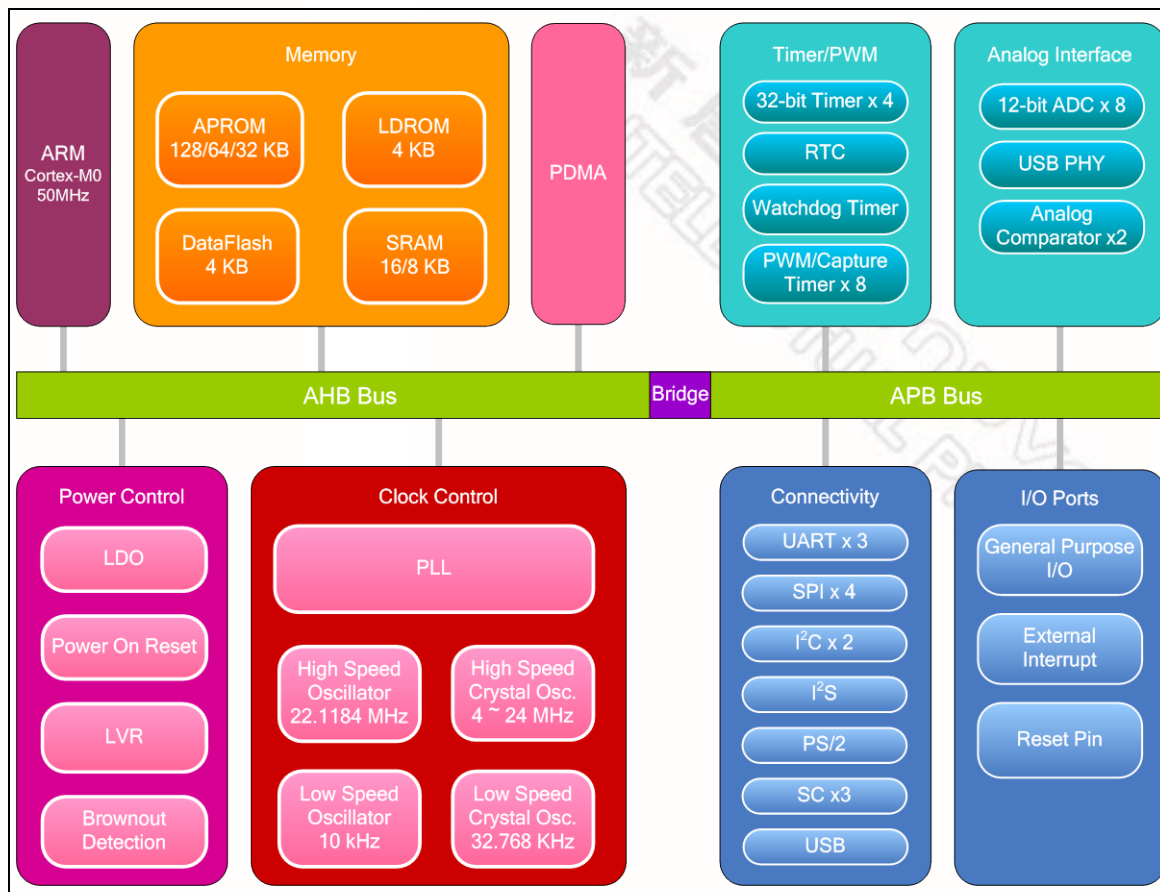 Memory
APROM
128/64/32 KB
LDROM
4 KB
DataFlash
4 KB
SRAM
16/8 KB
ARM
Cortex-M0
50MHz
PDMA
Timer/PWM
32-bit Timer x 4
RTC
Watchdog Timer
PWM/Capture
Timer x 8
Analog Interface
12-bit ADC x 8
USB PHY
Analog
Comparator x2
AHB Bus
Bridge
APB Bus
Power Control
LDO
Power On Reset
LVR
Brownout
Detection
Clock Control
PLL
High Speed
Oscillator
22.1184 MHz
High Speed
Crystal Osc.
4 ~ 24 MHz
Low Speed
Oscillator
10 kHz
Low Speed
Crystal Osc.
32.768 KHz
Connectivity
UART x 3
SPI x 4
I²C x 2
I²S
PS/2
SC x3
USB
I/O Ports
General Purpose
I/O
External
Interrupt
Reset Pin